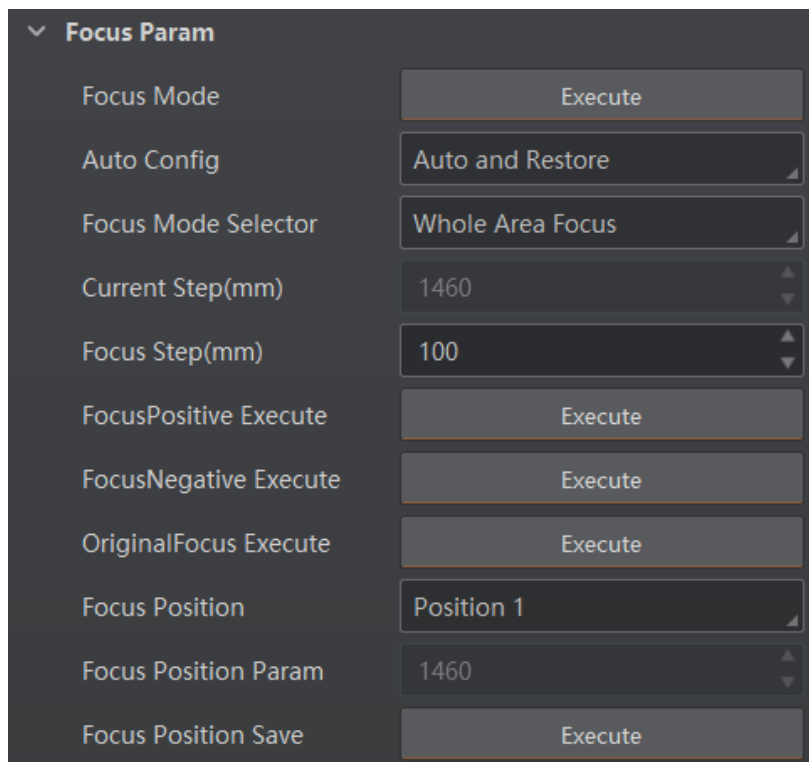 Focus Param
Focus Mode Execute
Auto Config Auto and Restore
Focus Mode Selector Whole Area Focus
Current Step(mm) 1460
Focus Step(mm) 100
FocusPositive Execute Execute
FocusNegative Execute Execute
OriginalFocus Execute Execute
Focus Position Position 1
Focus Position Param 1460
Focus Position Save Execute